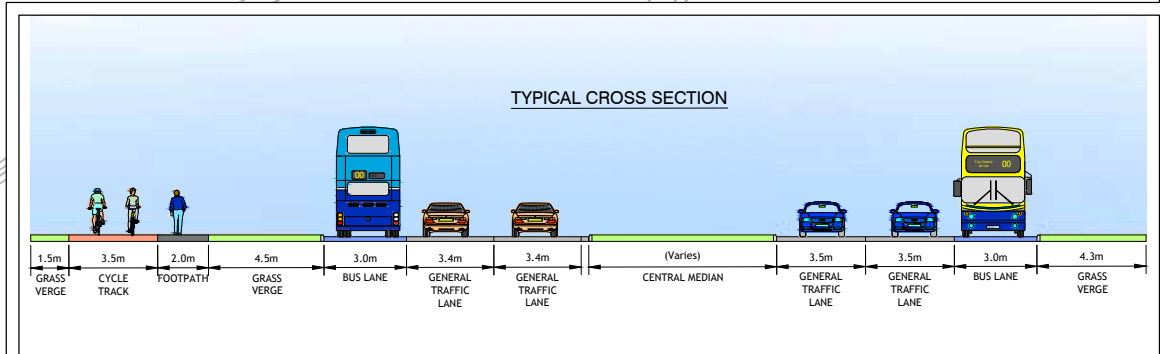 TYPICAL CROSS SECTION
00
00
1.5m 3.5m 2.0m 4.5m 3.0m 3.4m 3.4m (Varies) 3.5m 3.5m 3.0m 4.3m
GRASS VERGE
CYCLE TRACK
FOOTPATH
GRASS VERGE
BUS LANE
GENERAL TRAFFIC LANE
GENERAL TRAFFIC LANE
CENTRAL MEDIAN
GENERAL TRAFFIC LANE
GENERAL TRAFFIC LANE
BUS LANE
GRASS VERGE